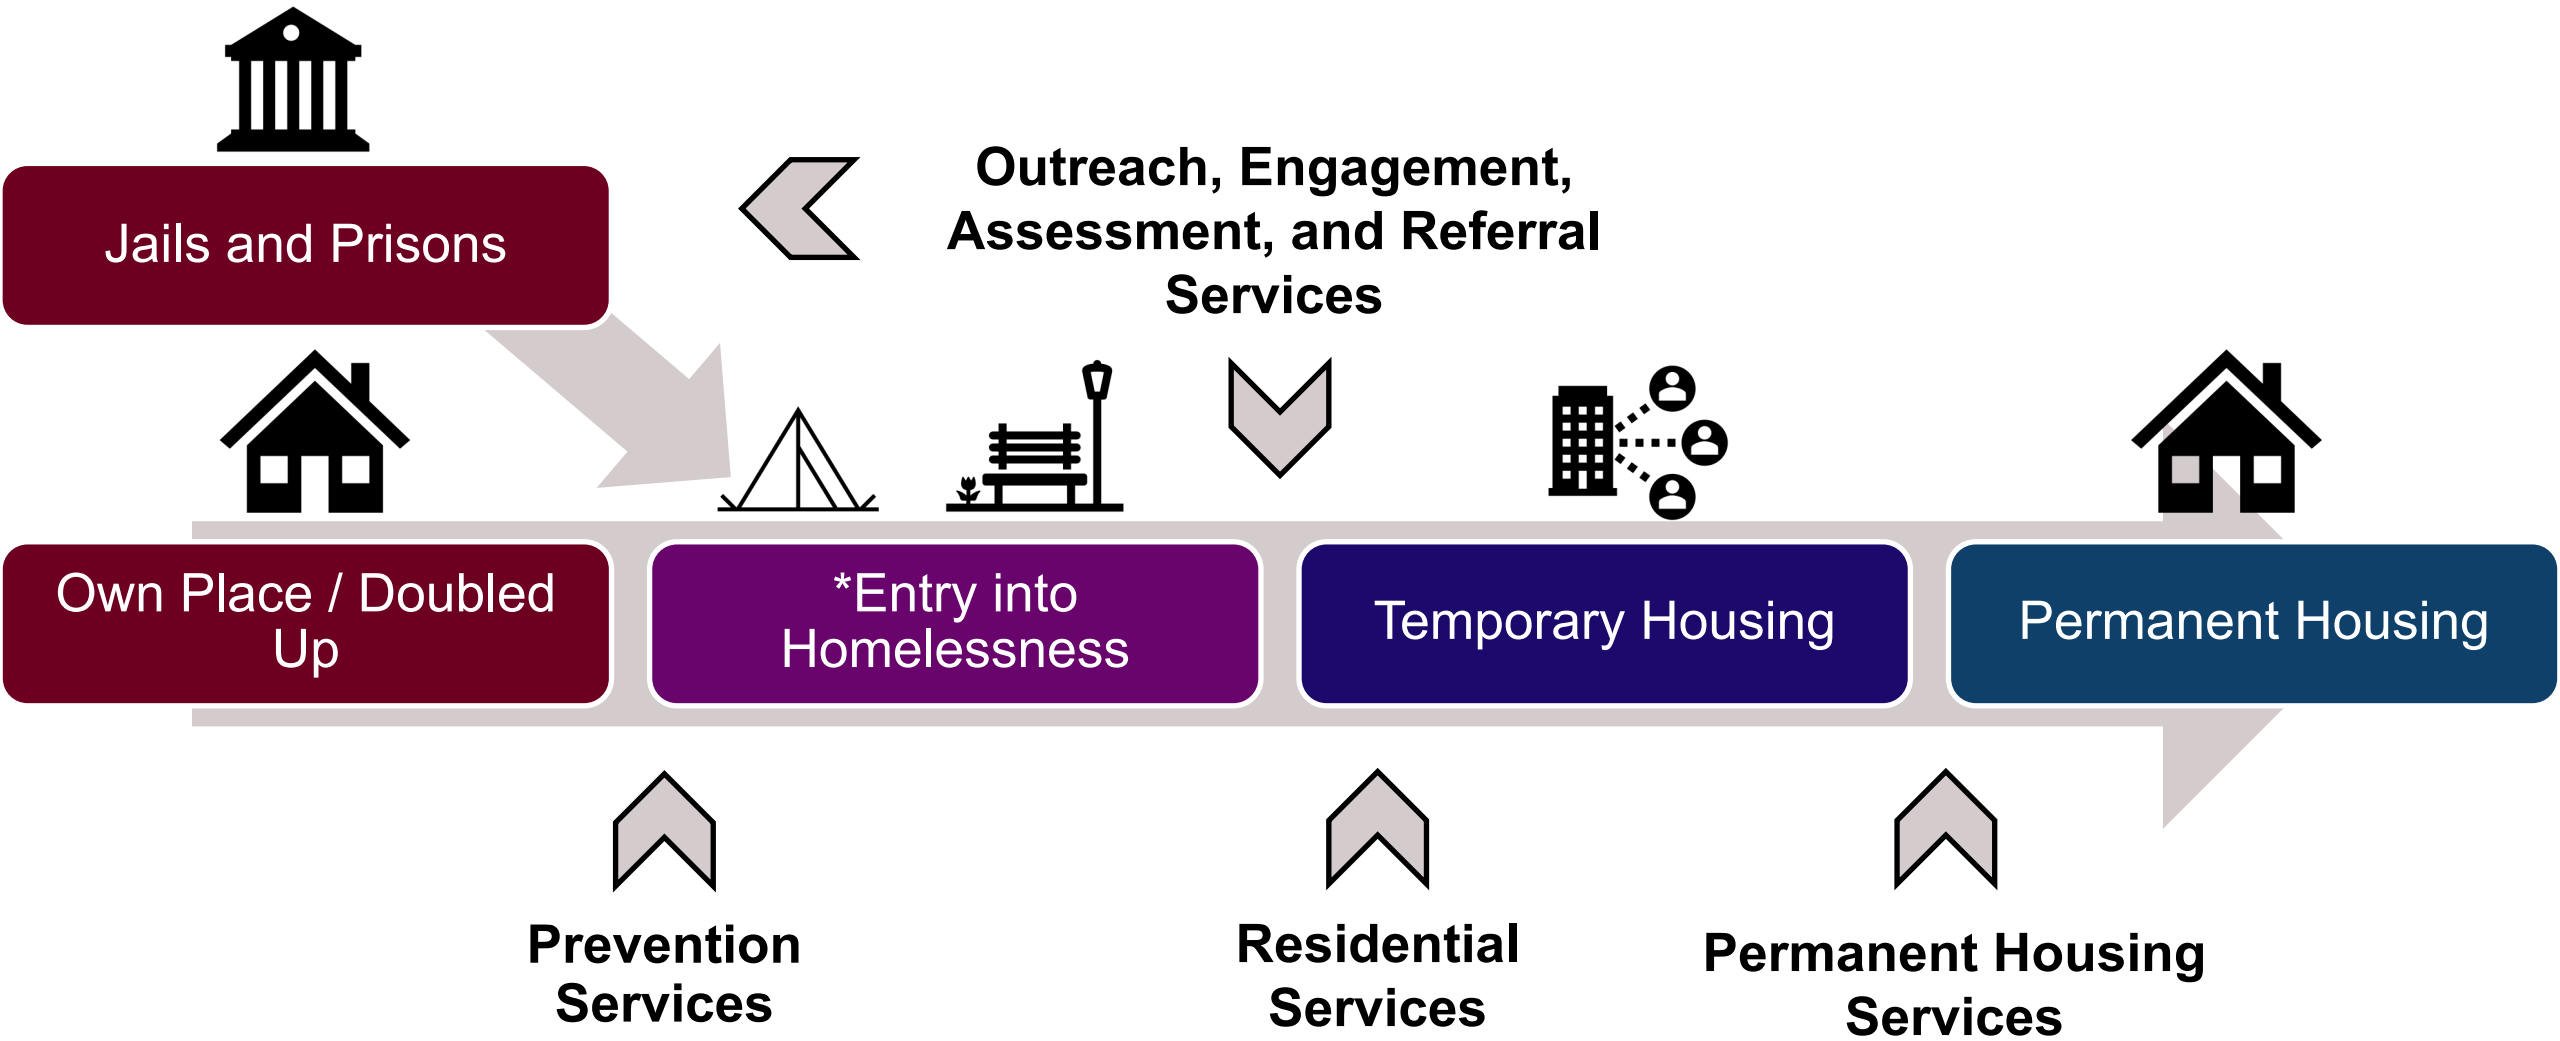 Outreach, Engagement,
Assessment, and Referral
Services
Jails and Prisons
Own Place / Doubled
Up
*Entry into
Homelessness
Temporary Housing
Permanent Housing
Prevention
Services
Residential
Services
Permanent Housing
Services